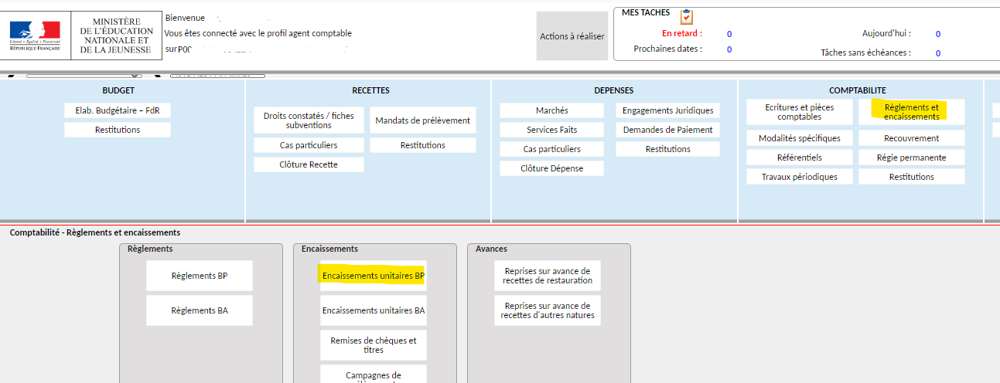 MINISTÈRE
DE L'ÉDUCATION
NATIONALE ET
DE LA JEUNESSE
Liberté • Égalité • Fraternité
RÉPUBLIQUE FRANÇAISE
Bienvenue
Vous êtes connecté avec le profil agent comptable
sur
Actions à réaliser
MES TACHES
En retard : 0
Aujourd'hui : 0
Prochaines dates : 0
Tâches sans échéances : 0
BUDGET
Elab. Budgétaire – FdR
Restitutions
RECETTES
Droits constatés / fiches
subventions
Mandats de prélèvement
Cas particuliers
Restitutions
Clôture Recette
DEPENSES
Marchés
Engagements Juridiques
Services Faits
Demandes de Paiement
Cas particuliers
Restitutions
Clôture Dépense
COMPTABILITE
Ecritures et pièces
comptables
Règlements et
encaissements
Modalités spécifiques
Recouvrement
Référentiels
Régie permanente
Travaux périodiques
Restitutions
Comptabilité - Règlements et encaissements
Règlements
Règlements BP
Règlements BA
Encaissements
Encaissements unitaires BP
Encaissements unitaires BA
Remises de chèques et
titres
Campagnes de
Avances
Reprises sur avance de
recettes de restauration
Reprises sur avance de
recettes d'autres natures